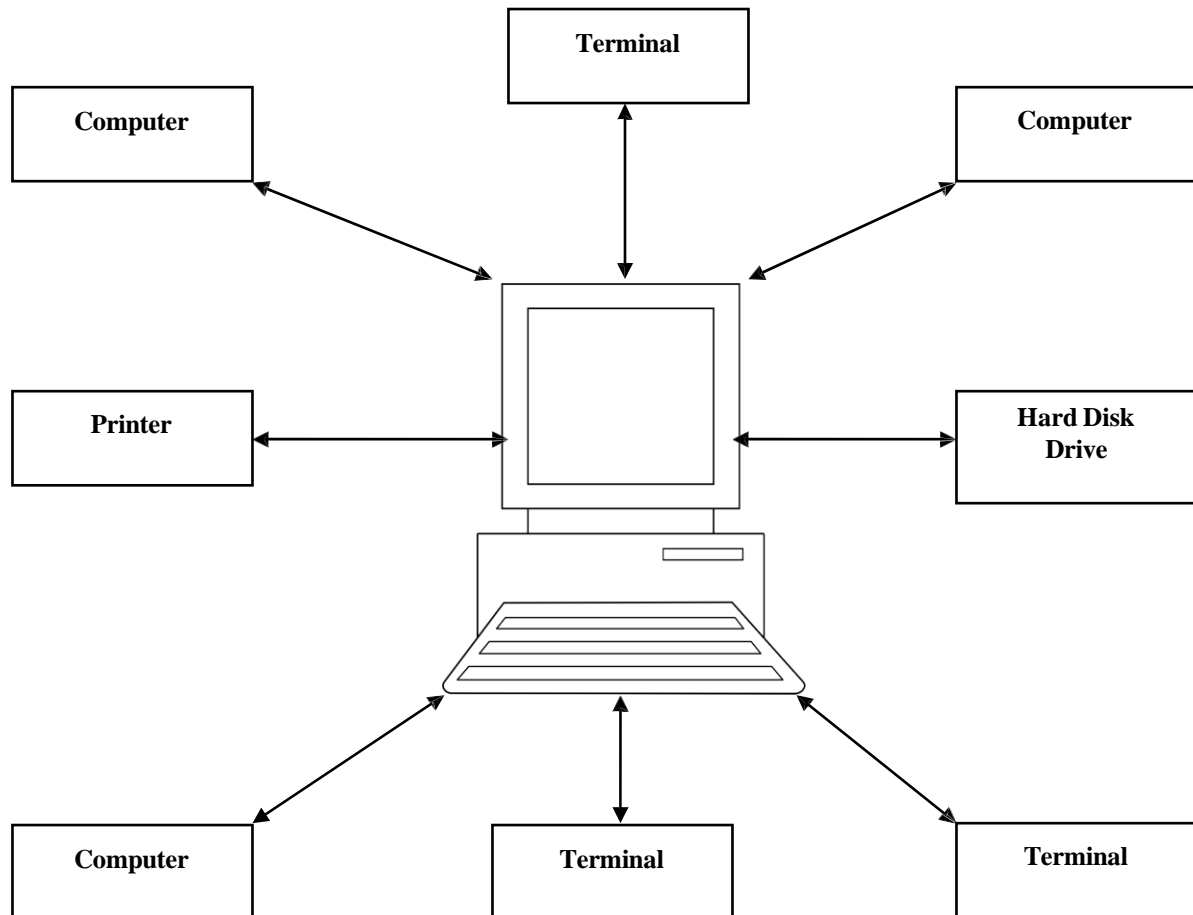 Terminal
Computer
Computer
Printer
Hard Disk
Drive
Computer
Terminal
Terminal